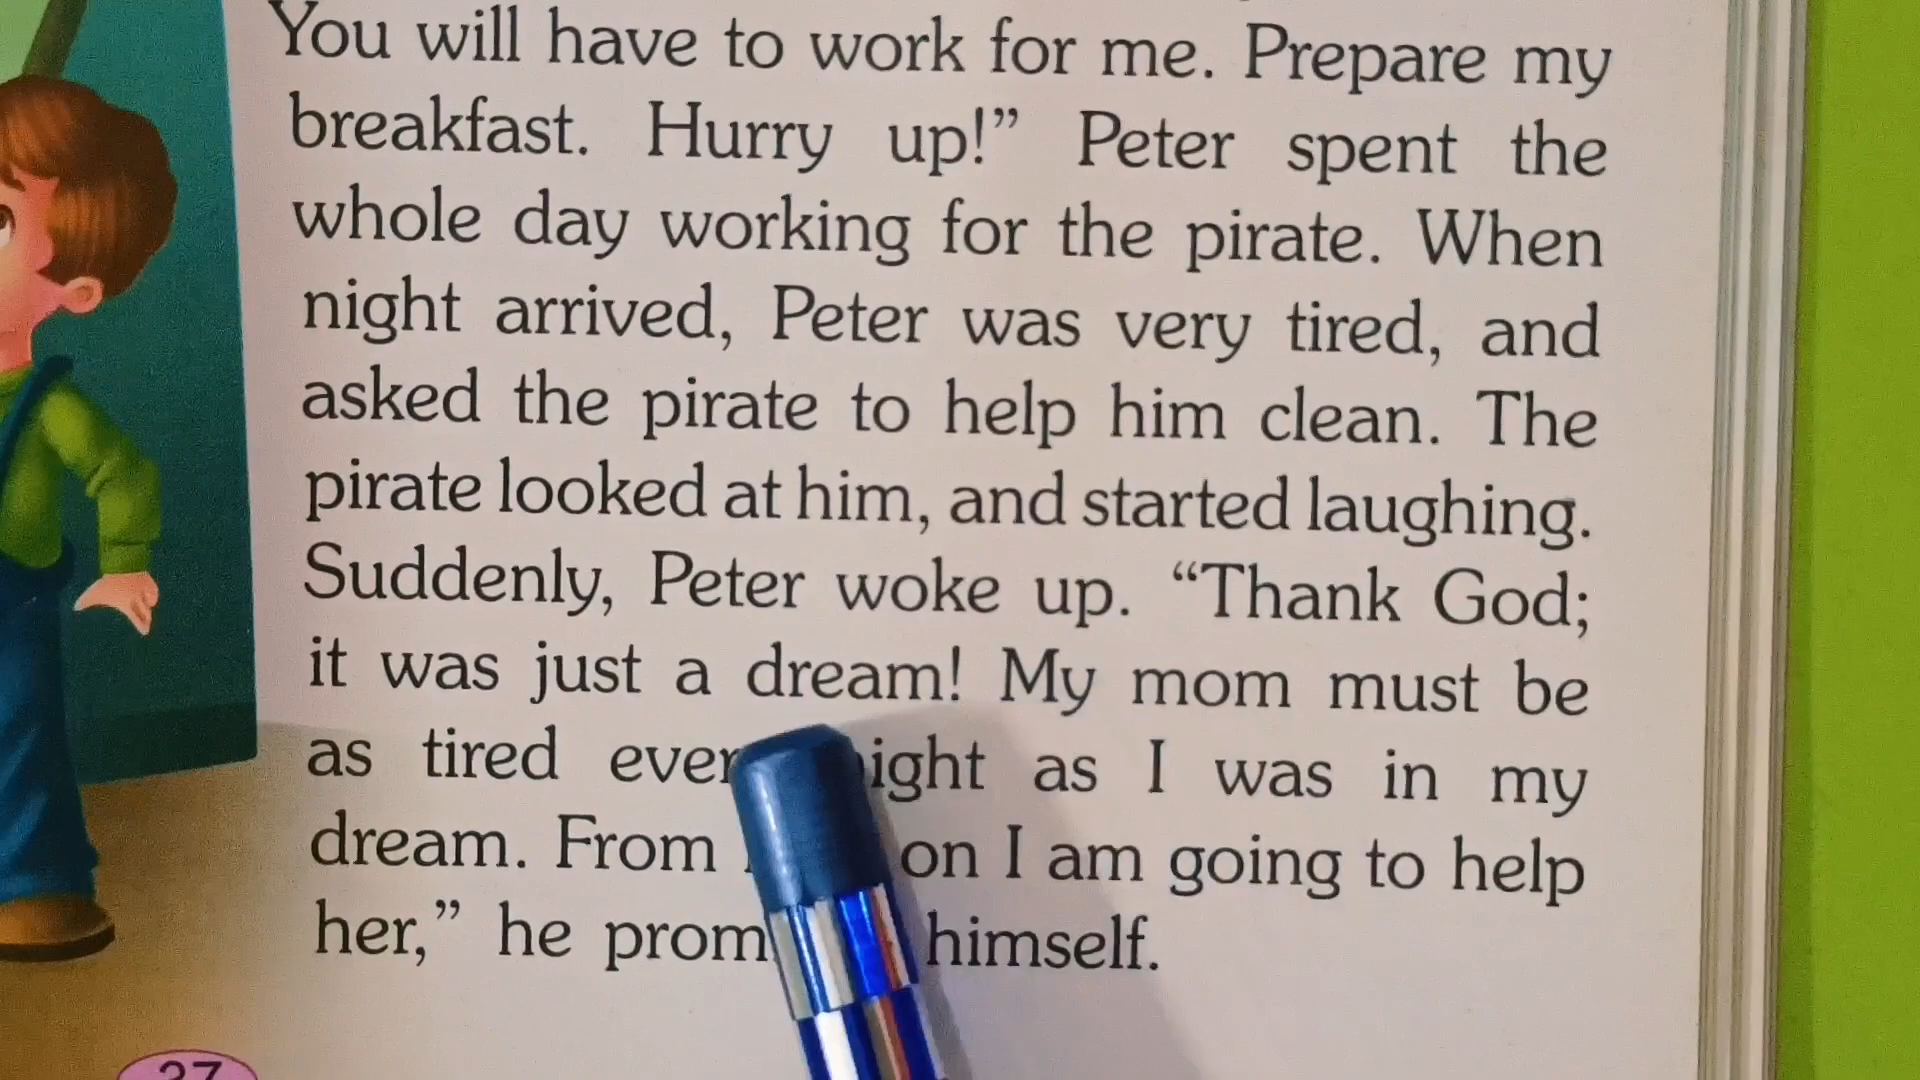 You will have to work for me. Prepare my
breakfast. Hurry up!” Peter spent the
whole day working for the pirate. When
night arrived, Peter was very tired, and
asked the pirate to help him clean. The
pirate looked at him, and started laughing.
Suddenly, Peter woke up. “Thank God;
it was just a dream! My mom must be
as tired as I was in my
dream. From on I am going to help
her,” he himself.
27